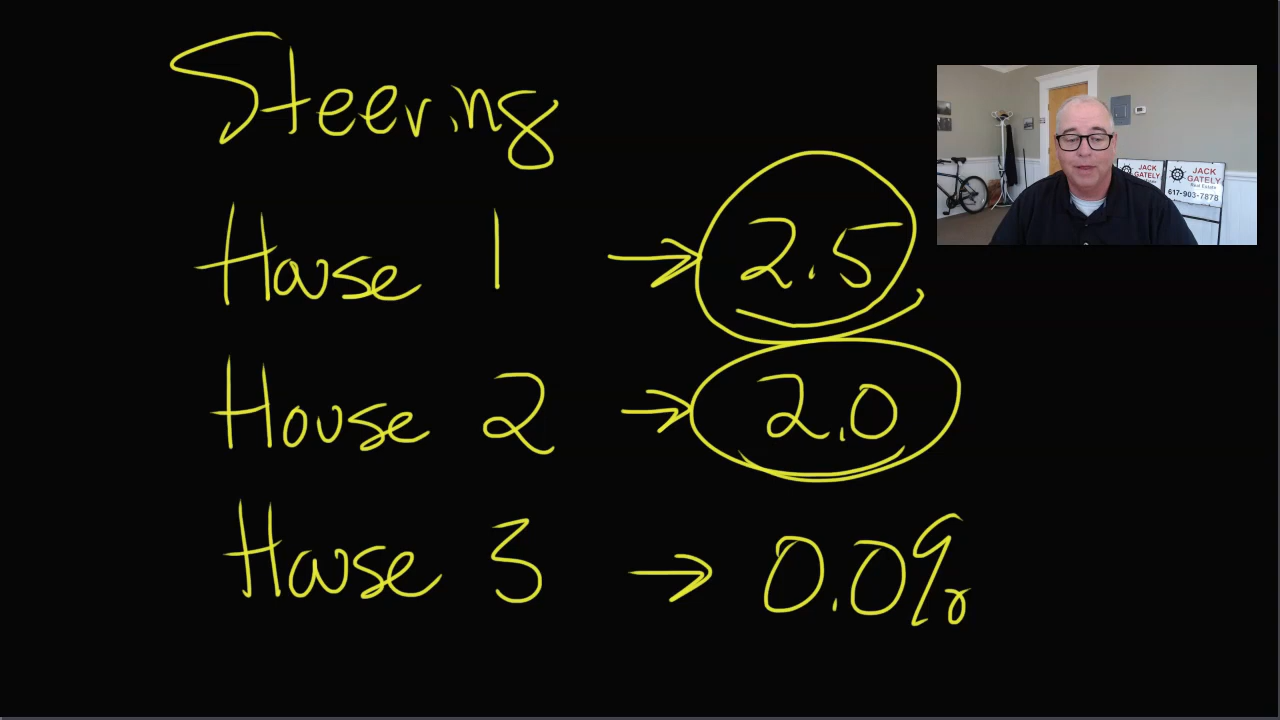 Steering
House 1 → 2.5
House 2 → 2.0
House 3 → 0.0%
JACK
GATELY
JACK
GATELY
Real Estate
617-903-7878